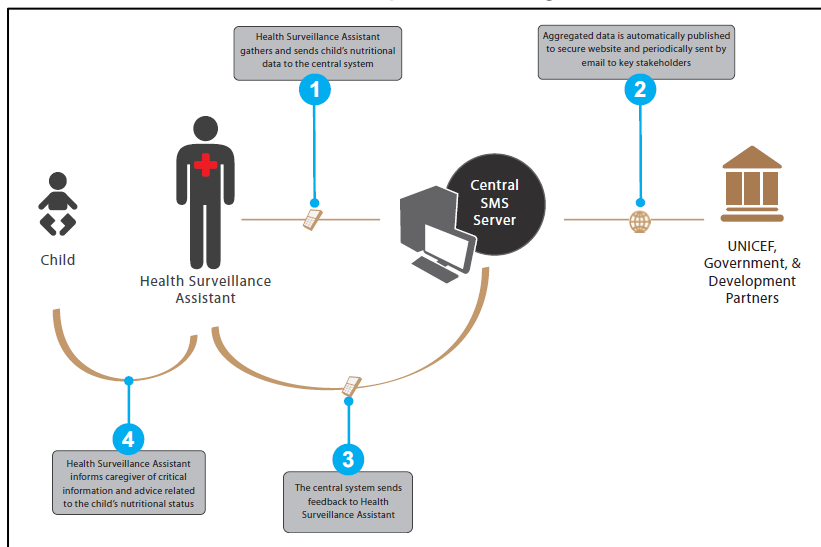 Health Surveillance Assistant
gathers and sends child's nutritional
data to the central system
Aggregated data is automatically published
to secure website and periodically sent by
email to key stakeholders
1
2
Central
SMS
Server
Child
Health Surveillance
Assistant
UNICEF,
Government, &
Development
Partners
4
Health Surveillance Assistant
informs caregiver of critical
information and advice related
to the child's nutritional status
3
The central system sends
feedback to Health
Surveillance Assistant